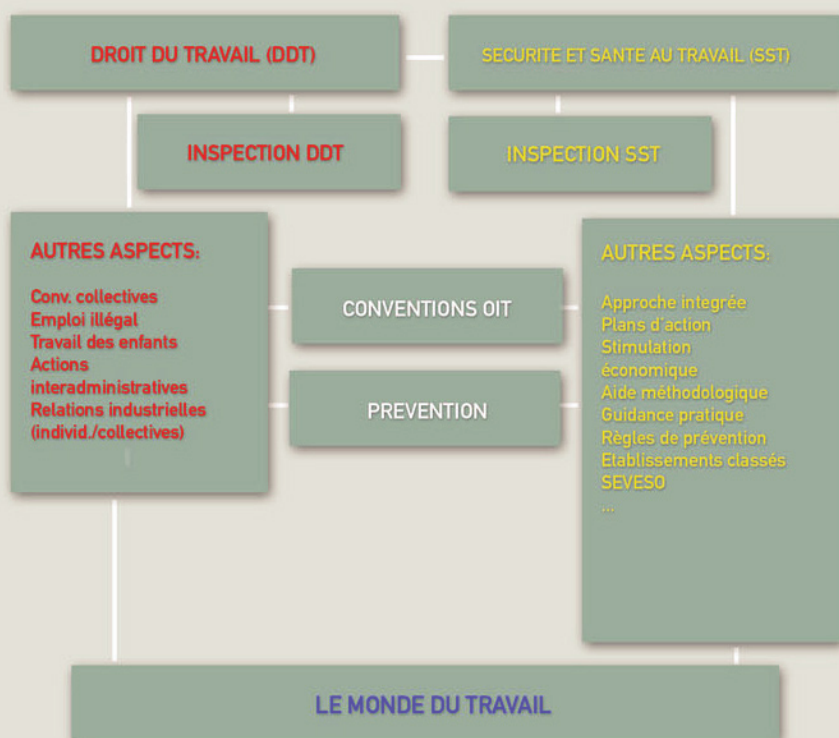 DROIT DU TRAVAIL (DDT)
SECURITE ET SANTE AU TRAVAIL (SST)
INSPECTION DDT
INSPECTION SST
AUTRES ASPECTS:
Conv. collectives
Emploi illégal
Travail des enfants
Actions
interadministratives
Relations industrielles
(individ./collectives)
CONVENTIONS OIT
PREVENTION
AUTRES ASPECTS:
Approche integrée
Plans d'action
Stimulation
économique
Aide méthodologique
Guidance pratique
Règles de prévention
Etablissements classés
SEVESO
...
LE MONDE DU TRAVAIL